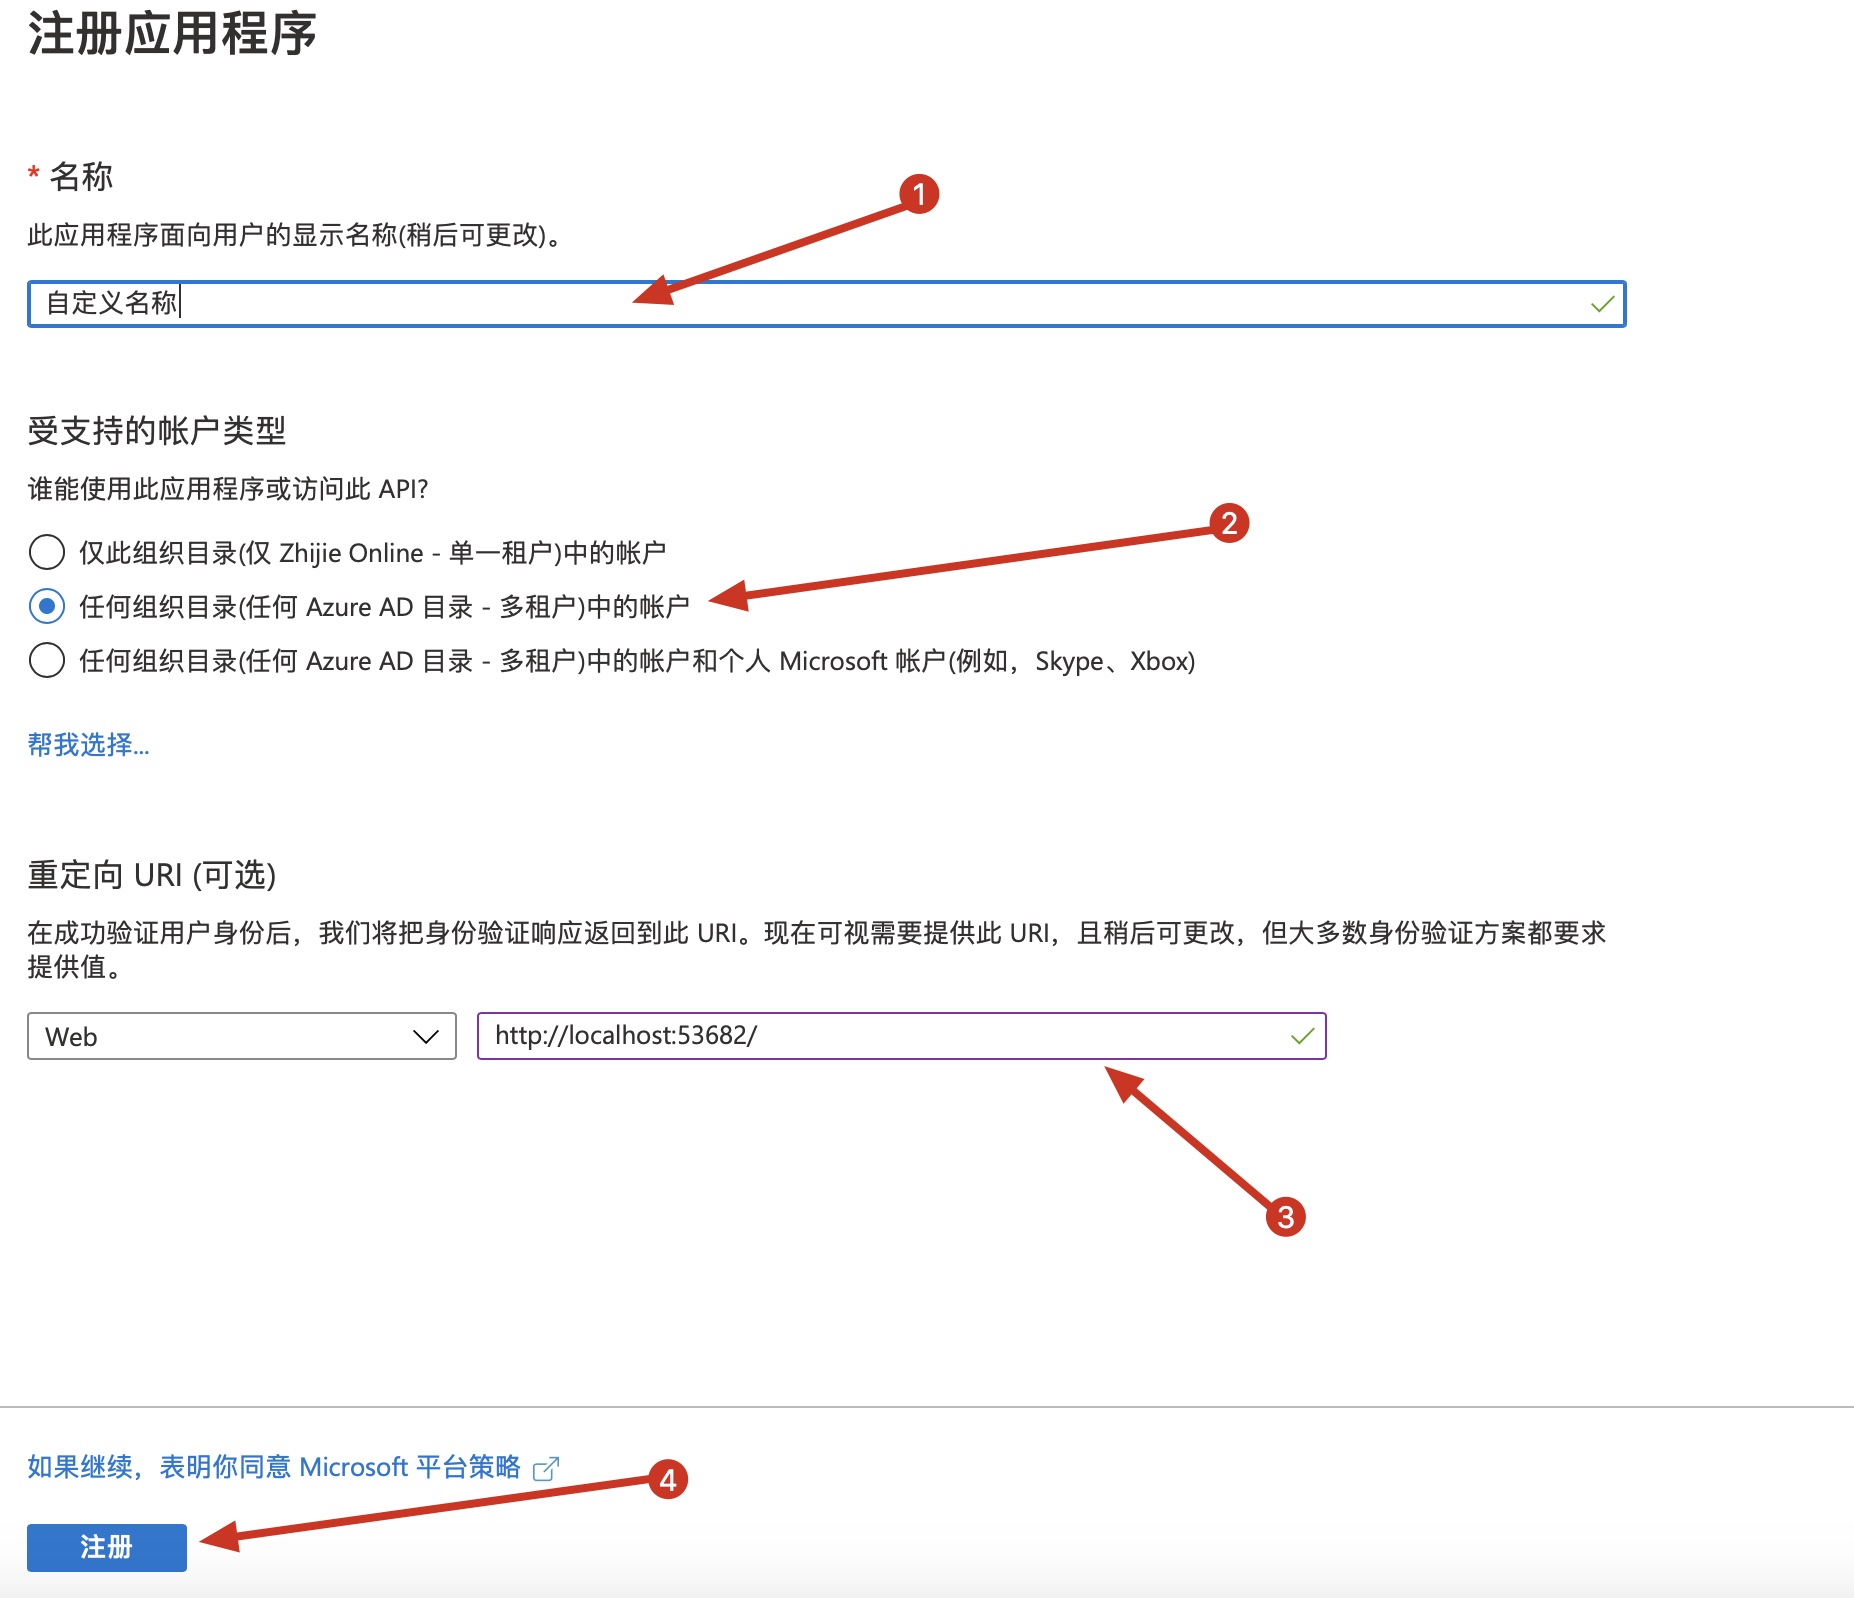 注册应用程序
* 名称
1
此应用程序面向用户的显示名称(稍后可更改)。
自定义名称
受支持的帐户类型
谁能使用此应用程序或访问此 API?
2
仅此组织目录(仅 Zhijie Online - 单一租户)中的帐户
任何组织目录(任何 Azure AD 目录 - 多租户)中的帐户
任何组织目录(任何 Azure AD 目录 - 多租户)中的帐户和个人 Microsoft 帐户(例如，Skype、Xbox)
帮我选择...
重定向 URI (可选)
在成功验证用户身份后，我们将把身份验证响应返回到此 URI。现在可视需要提供此 URI，且稍后可更改，但大多数身份验证方案都要求
提供值。
Web
http://localhost:53682/
3
如果继续，表明你同意 Microsoft 平台策略
4
注册